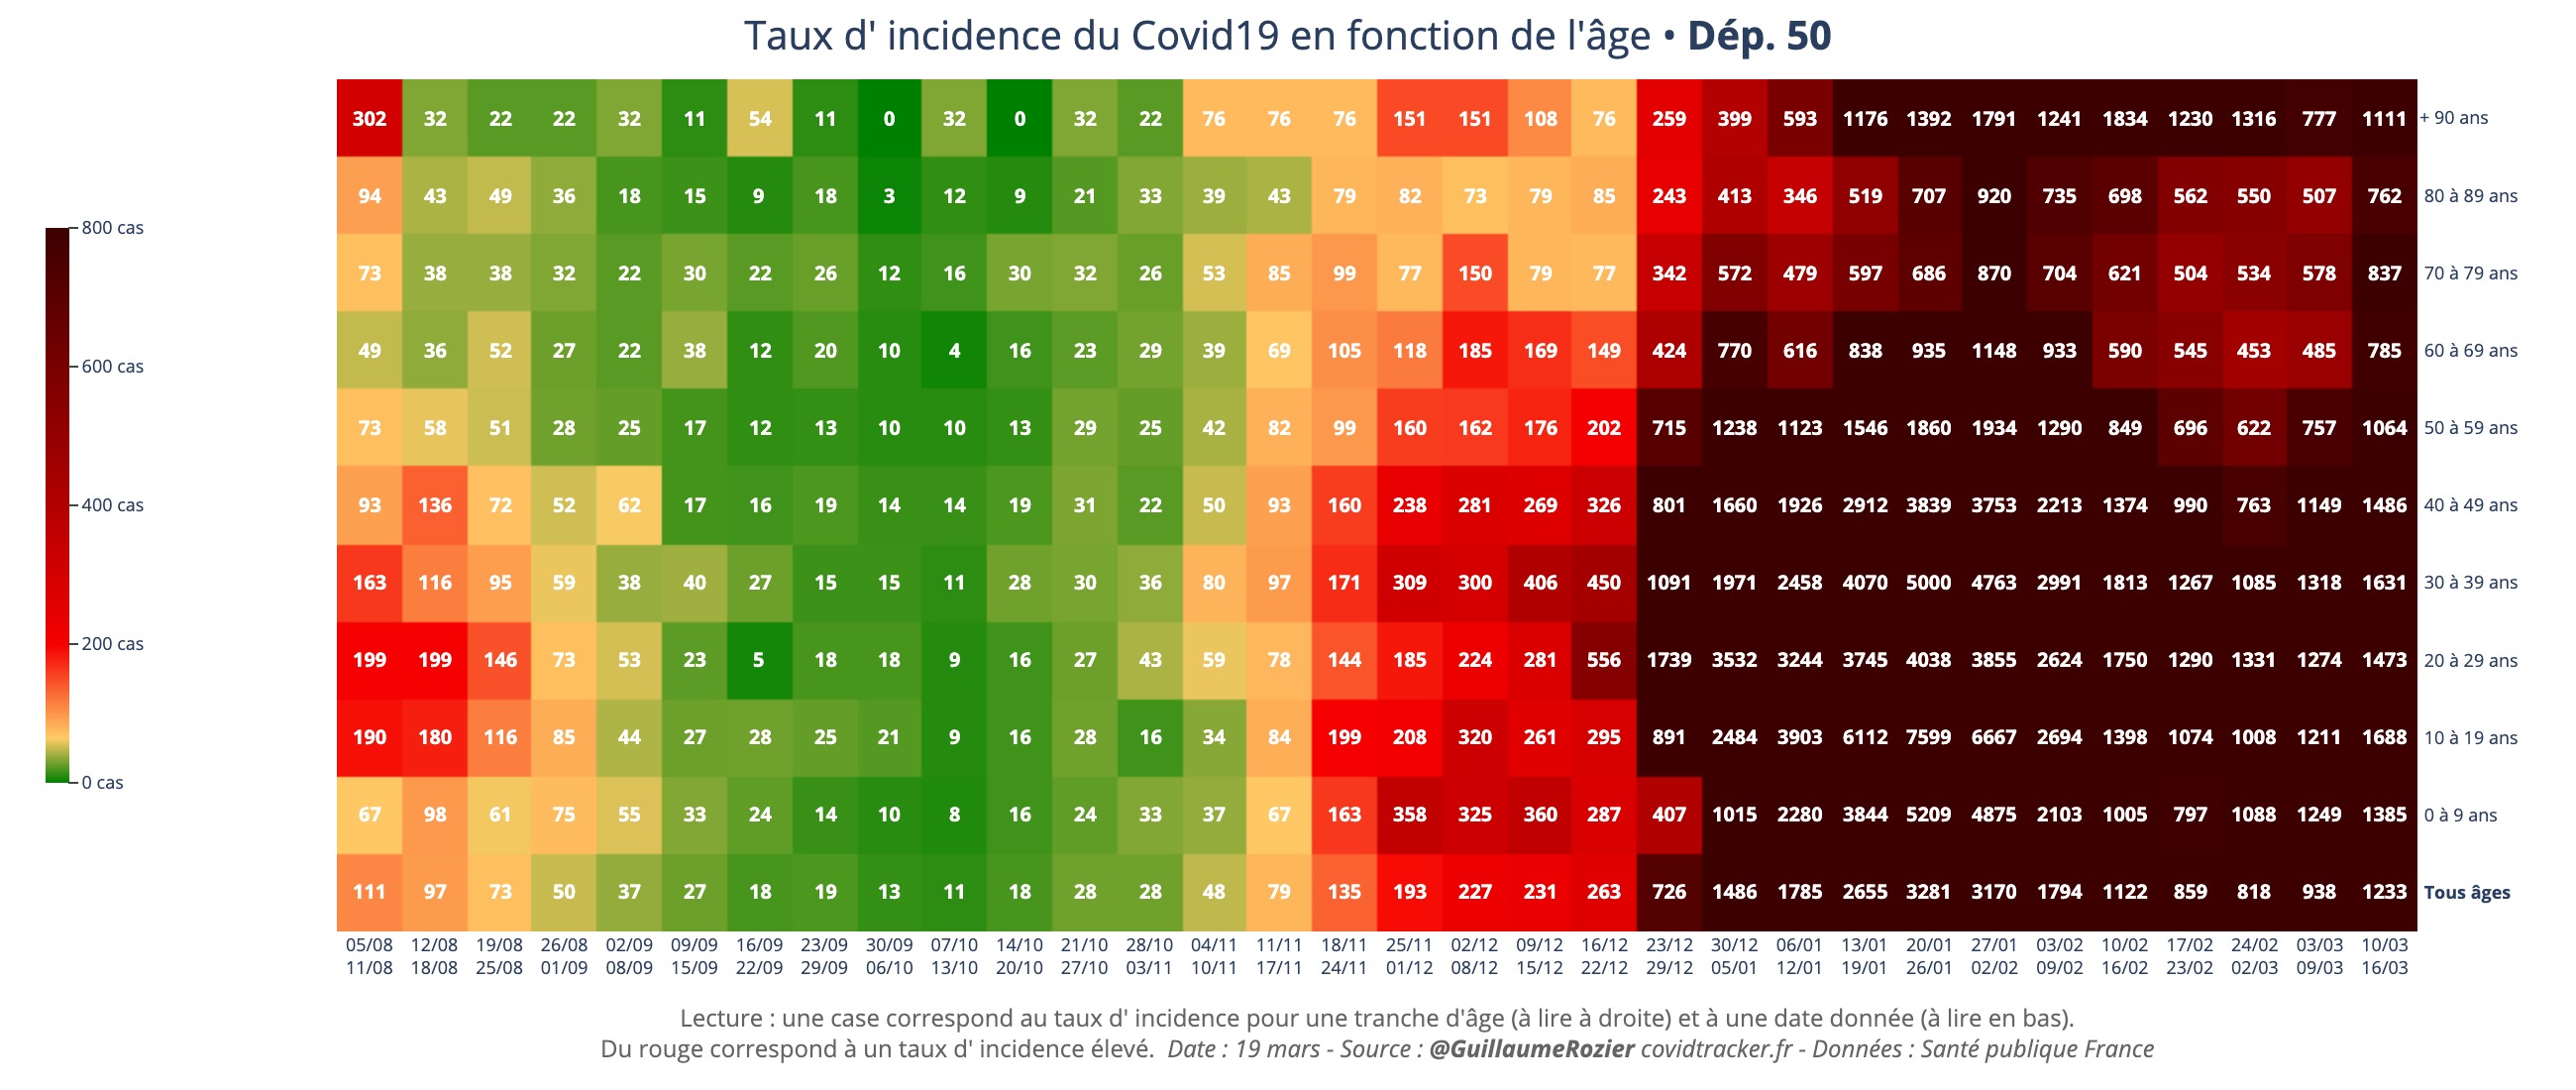 Taux d' incidence du Covid19 en fonction de l'âge • Dép. 50
800 cas
600 cas
400 cas
200 cas
0 cas
302 32 22 22 32 11 54 11 0 32 0 32 22 76 76 76 151 151 108 76 259 399 593 1176 1392 1791 1241 1834 1230 1316 777 1111 + 90 ans
94 43 49 36 18 15 9 18 3 12 9 21 33 39 43 79 82 73 79 85 243 413 346 519 707 920 735 698 562 550 507 762 80 à 89 ans
73 38 38 32 22 30 22 26 12 16 30 32 26 53 85 99 77 150 79 77 342 572 479 597 686 870 704 621 504 534 578 837 70 à 79 ans
49 36 52 27 22 38 12 20 10 4 16 23 29 39 69 105 118 185 169 149 424 770 616 838 935 1148 933 590 545 453 485 785 60 à 69 ans
73 58 51 28 25 17 12 13 10 10 13 29 25 42 82 99 160 162 176 202 715 1238 1123 1546 1860 1934 1290 849 696 622 757 1064 50 à 59 ans
93 136 72 52 62 17 16 19 14 14 19 31 22 50 93 160 238 281 269 326 801 1660 1926 2912 3839 3753 2213 1374 990 763 1149 1486 40 à 49 ans
163 116 95 59 38 40 27 15 15 11 28 30 36 80 97 171 309 300 406 450 1091 1971 2458 4070 5000 4763 2991 1813 1267 1085 1318 1631 30 à 39 ans
199 199 146 73 53 23 5 18 18 9 16 27 43 59 78 144 185 224 281 556 1739 3532 3244 3745 4038 3855 2624 1750 1290 1331 1274 1473 20 à 29 ans
190 180 116 85 44 27 28 25 21 9 16 28 16 34 84 199 208 320 261 295 891 2484 3903 6112 7599 6667 2694 1398 1074 1008 1211 1688 10 à 19 ans
67 98 61 75 55 33 24 14 10 8 16 24 33 37 67 163 358 325 360 287 407 1015 2280 3844 5209 4875 2103 1005 797 1088 1249 1385 0 à 9 ans
111 97 73 50 37 27 18 19 13 11 18 28 28 48 79 135 193 227 231 263 726 1486 1785 2655 3281 3170 1794 1122 859 818 938 1233 Tous âges
05/08 12/08 19/08 26/08 02/09 09/09 16/09 23/09 30/09 07/10 14/10 21/10 28/10 04/11 11/11 18/11 25/11 02/12 09/12 16/12 23/12 30/12 06/01 13/01 20/01 27/01 03/02 10/02 17/02 24/02 03/03 10/03
11/08 18/08 25/08 01/09 08/09 15/09 22/09 29/09 06/10 13/10 20/10 27/10 03/11 10/11 17/11 24/11 01/12 08/12 15/12 22/12 29/12 05/01 12/01 19/01 26/01 02/02 09/02 16/02 23/02 02/03 09/03 16/03
Lecture : une case correspond au taux d' incidence pour une tranche d'âge (à lire à droite) et à une date donnée (à lire en bas).
Du rouge correspond à un taux d' incidence élevé. Date : 19 mars - Source : @GuillaumeRozier covidtracker.fr - Données : Santé publique France